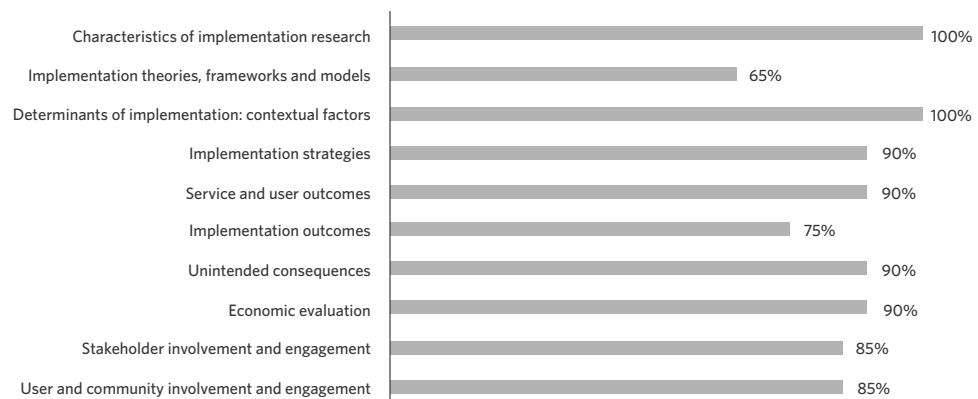 Characteristics of implementation research 100%
Implementation theories, frameworks and models 65%
Determinants of implementation: contextual factors 100%
Implementation strategies 90%
Service and user outcomes 90%
Implementation outcomes 75%
Unintended consequences 90%
Economic evaluation 90%
Stakeholder involvement and engagement 85%
User and community involvement and engagement 85%